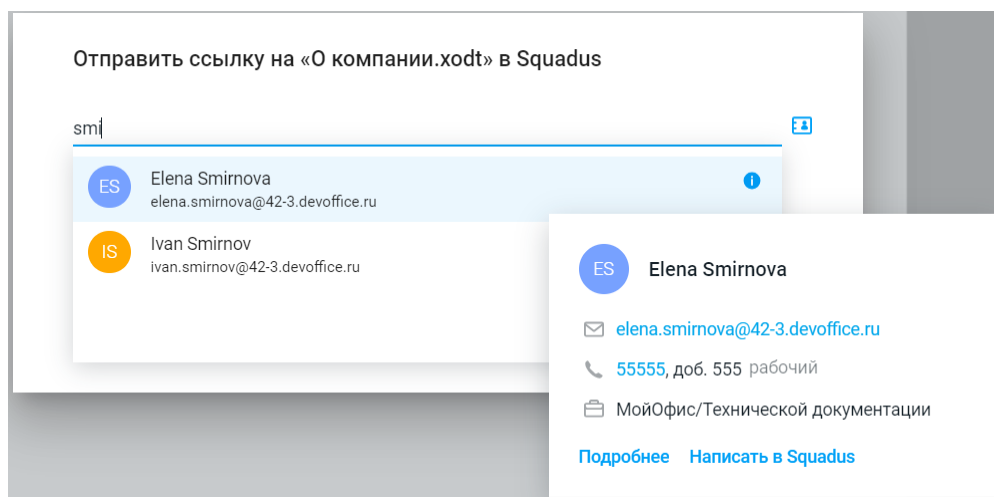 Отправить ссылку на «О компании.xodt» в Squadus
smi
ES
Elena Smirnova
elena.smirnova@42-3.devoffice.ru
IS
Ivan Smirnov
ivan.smirnov@42-3.devoffice.ru
ES
Elena Smirnova
elena.smirnova@42-3.devoffice.ru
55555, доб. 555 рабочий
МойОфис/Технической документации
Подробнее Написать в Squadus